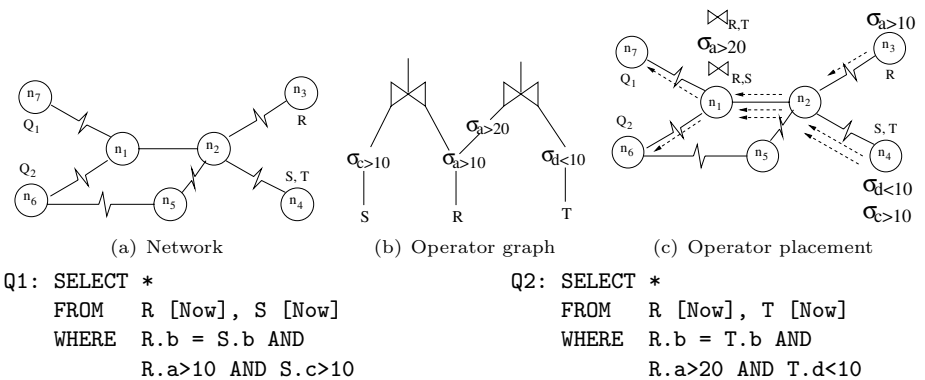 n7
Q1
n1
Q2
n6
n5
n2
n3
R
S, T
n4
(a) Network
σc>10
σa>10
σa>20
σd<10
S
R
T
(b) Operator graph
⋈R,T
σa>20
⋈R,S
σa>10
n7
Q1
n1
n2
n3
R
Q2
n6
n5
S, T
n4
σd<10
σc>10
(c) Operator placement
Q1: SELECT *
FROM R [Now], S [Now]
WHERE R.b = S.b AND
R.a>10 AND S.c>10
Q2: SELECT *
FROM R [Now], T [Now]
WHERE R.b = T.b AND
R.a>20 AND T.d<10